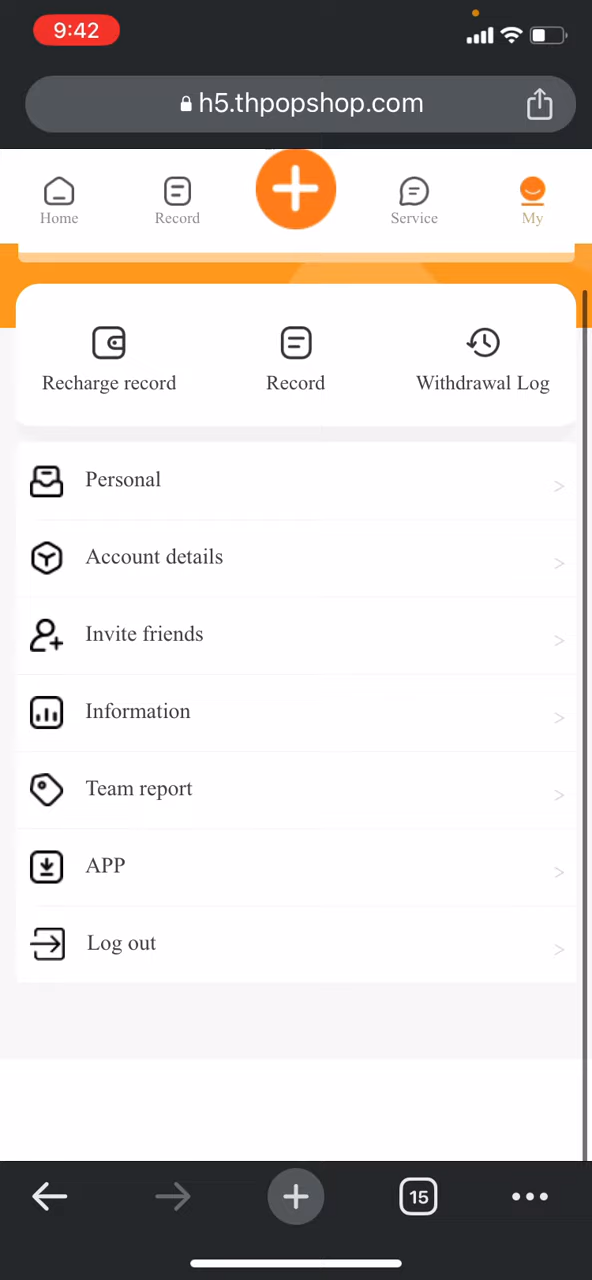 9:42
h5.thpopshop.com
Home
Record
Service
My
Recharge record
Record
Withdrawal Log
Personal
>
Account details
>
Invite friends
>
Information
>
Team report
>
APP
>
Log out
>
15